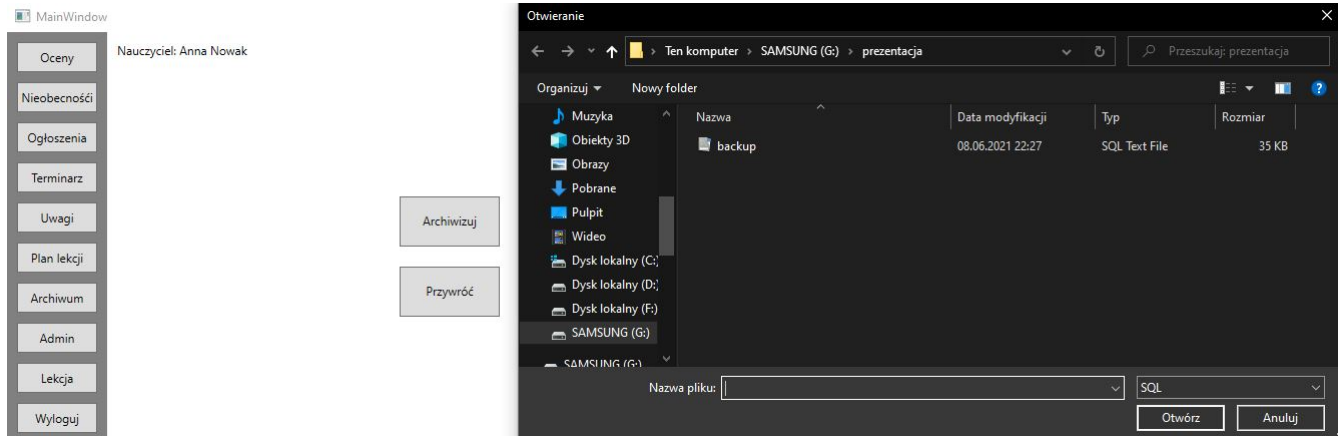 MainWindow
Nauczyciel: Anna Nowak
Oceny
Nieobecnośći
Ogłoszenia
Terminarz
Uwagi
Plan lekcji
Archiwum
Admin
Lekcja
Wyloguj
Archiwizuj
Przywróć
Otwieranie
Ten komputer > SAMSUNG (G:) > prezentacja
Przeszukaj: prezentacja
Organizuj Nowy folder
Muzyka
Obiekty 3D
Obrazy
Pobrane
Pulpit
Wideo
Dysk lokalny (C:)
Dysk lokalny (D:)
Dysk lokalny (F:)
SAMSUNG (G:)
SAMSUNG (G:)
Nazwa Data modyfikacji Typ Rozmiar
backup 08.06.2021 22:27 SQL Text File 35 KB
Nazwa pliku: SQL
Otwórz Anuluj